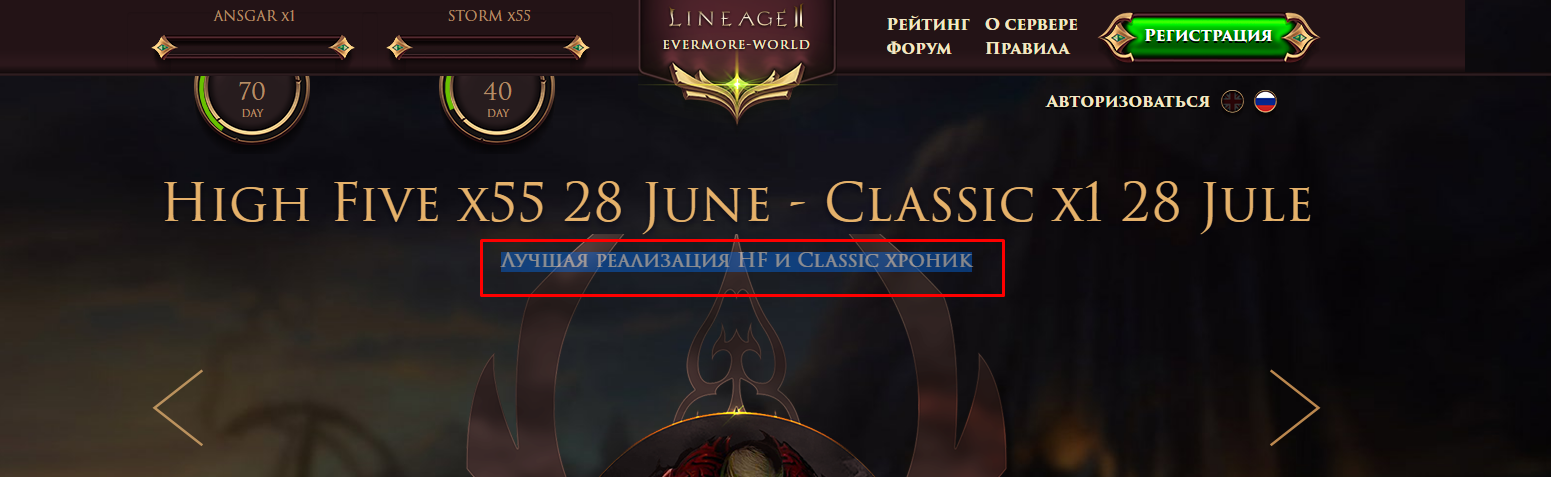 ANSGAR x1
STORM x55
LINEAGE II
EVERMORE-WORLD
Рейтинг О сервере
Форум Правила
Регистрация
70
DAY
40
DAY
Авторизоваться
High Five x55 28 June - Classic x1 28 Jule
Лучшая реализация HF и Classic хроник